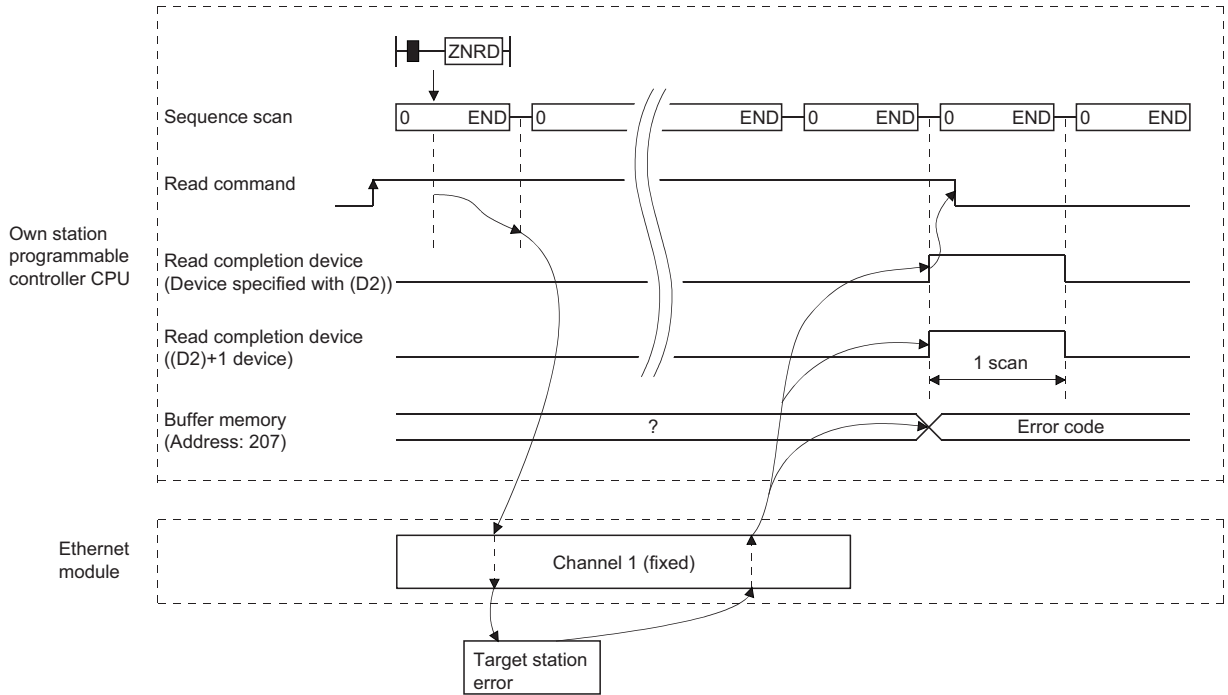 ZNRD
Sequence scan
0 END 0 END 0 END 0 END 0 END
Read command
Own station
programmable
controller CPU
Read completion device
(Device specified with (D2))
Read completion device
((D2)+1 device)
1 scan
Buffer memory
(Address: 207)
?
Error code
Ethernet
module
Channel 1 (fixed)
Target station
error